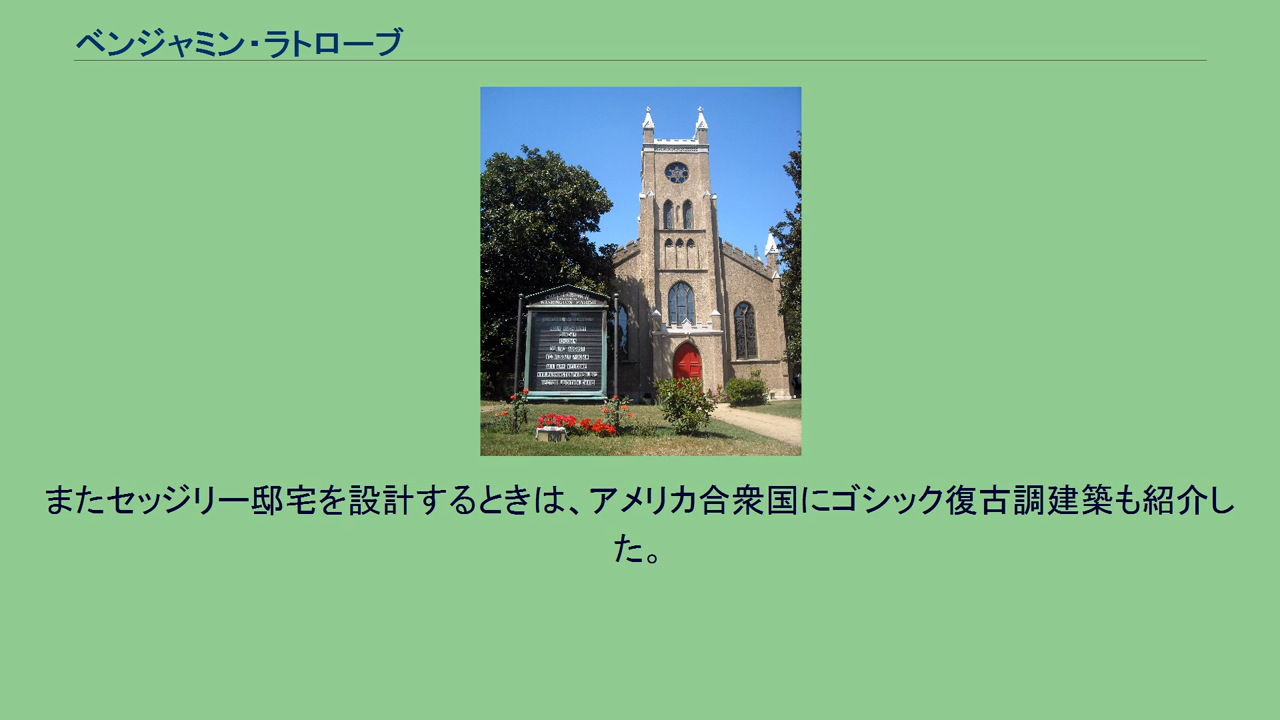 ベンジャミン・ラトローブ
WASHINGTON PARISH
またセッジリー邸宅を設計するときは、アメリカ合衆国にゴシック復古調建築も紹介し
た。